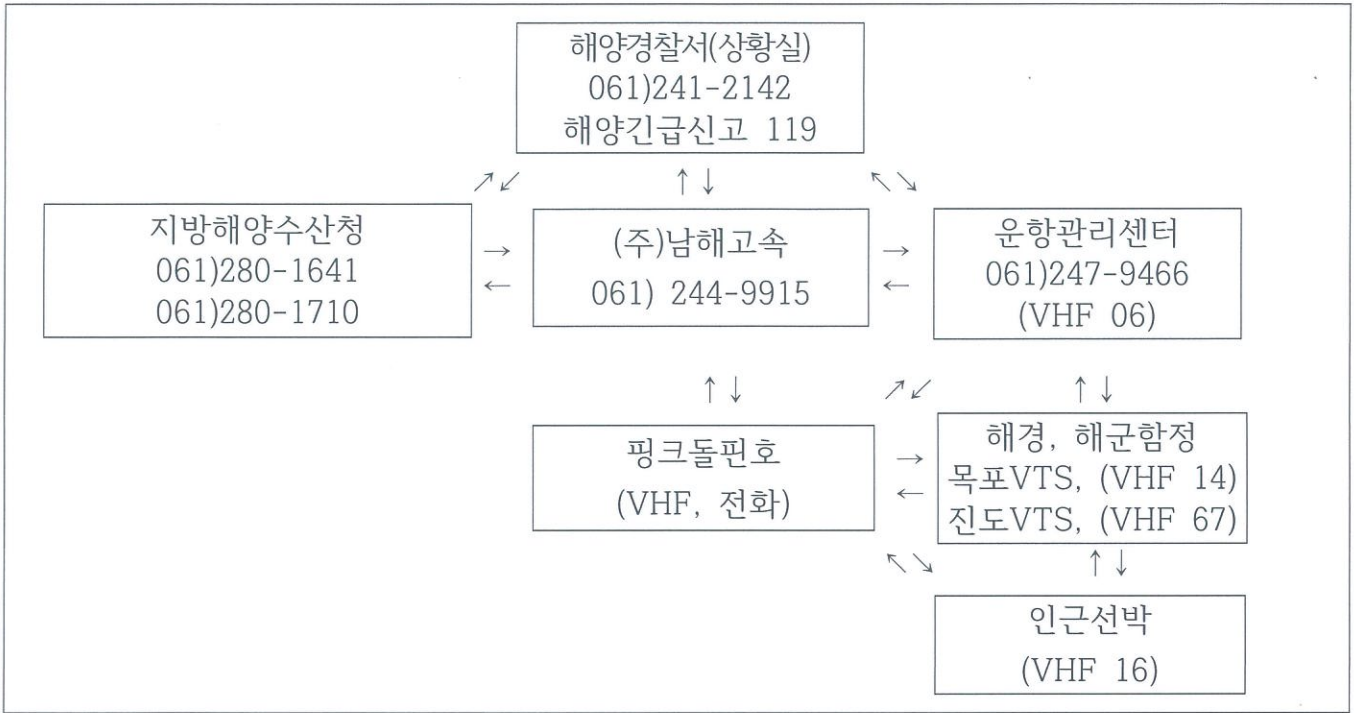 해양경찰서(상황실)
061)241-2142
해양긴급신고 119
↗↙ ↑↓ ↖↘
지방해양수산청
061)280-1641
061)280-1710
→
←
(주)남해고속
061) 244-9915
→
←
운항관리센터
061)247-9466
(VHF 06)
↑↓ ↗↙ ↑↓
핑크돌핀호
(VHF, 전화)
→
←
해경, 해군함정
목포VTS, (VHF 14)
진도VTS, (VHF 67)
↖↘ ↑↓
인근선박
(VHF 16)